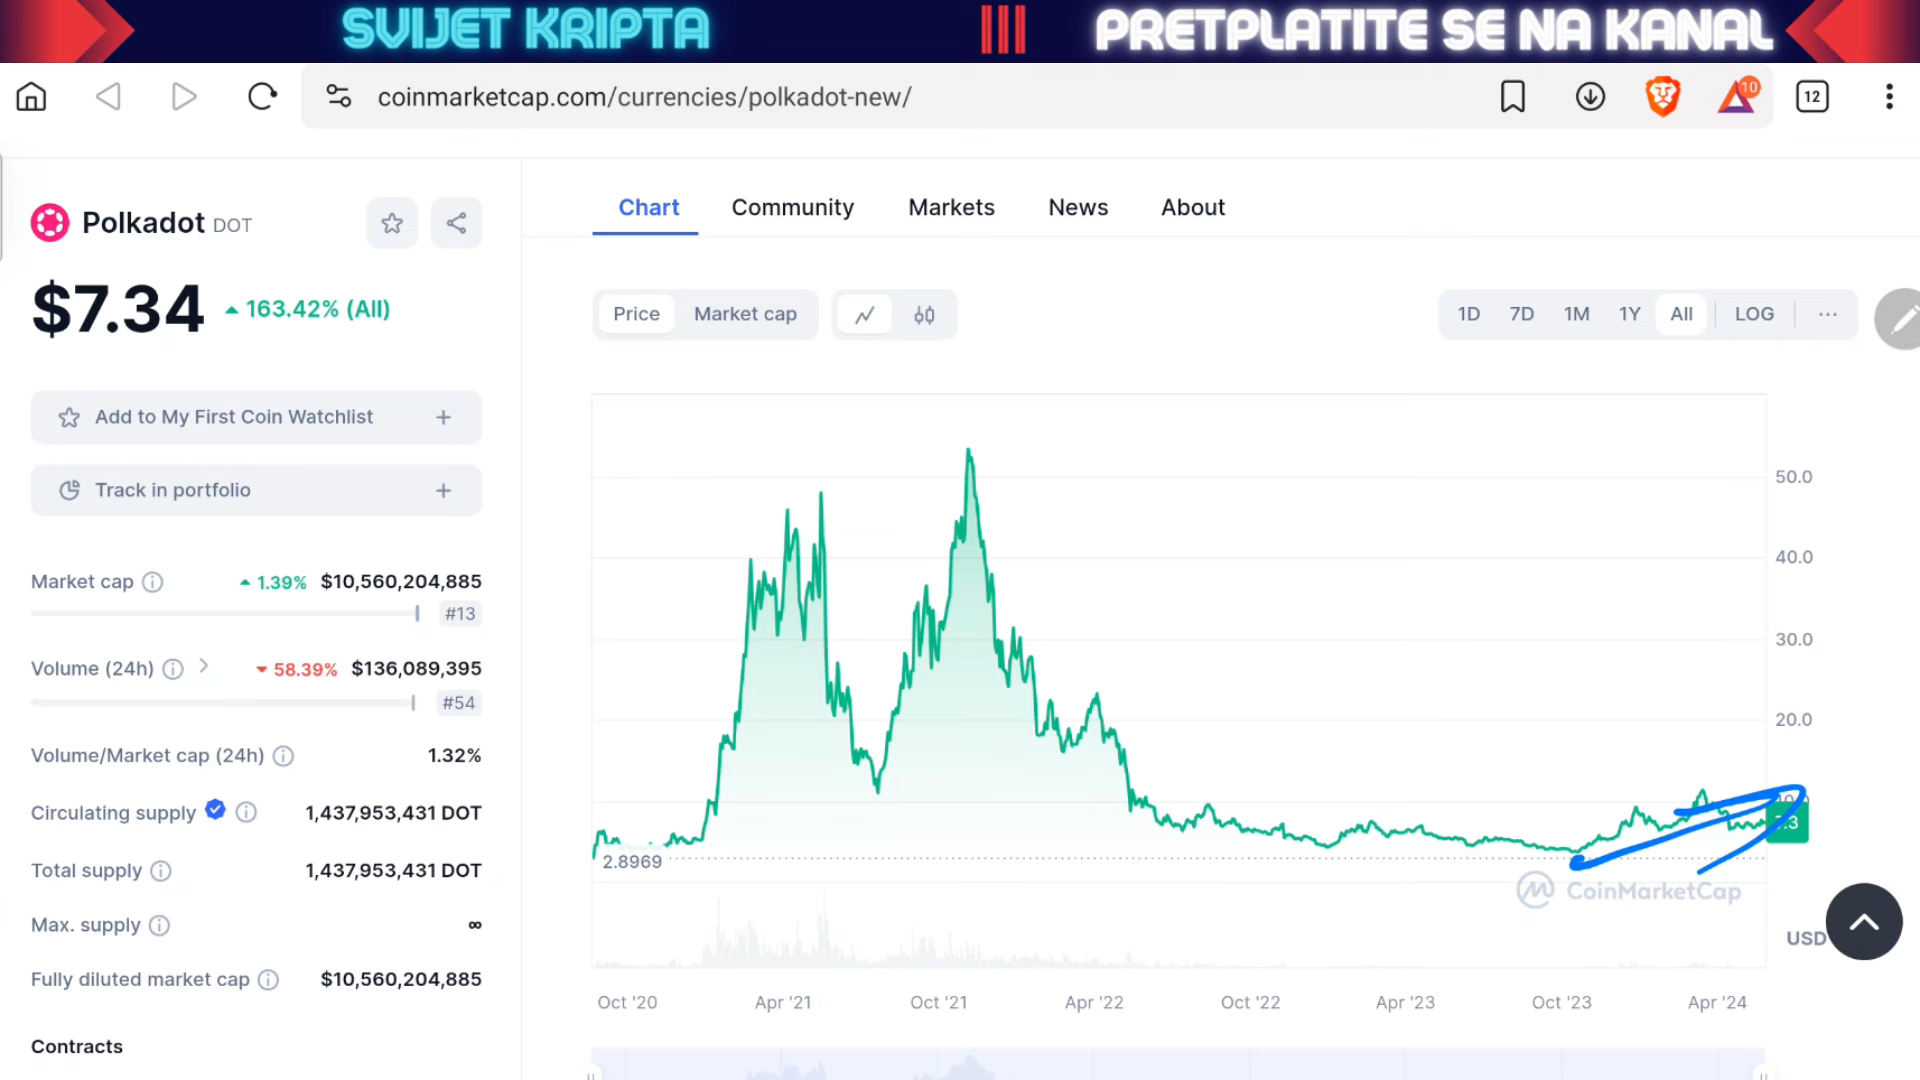 SVIJET KRIPTA
PRETPLATITE SE NA KANAL
coinmarketcap.com/currencies/polkadot-new/
10
12
Polkadot DOT
$7.34 163.42% (All)
Add to My First Coin Watchlist +
Track in portfolio +
Market cap 1.39% $10,560,204,885
#13
Volume (24h) 58.39% $136,089,395
#54
Volume/Market cap (24h) 1.32%
Circulating supply 1,437,953,431 DOT
Total supply 1,437,953,431 DOT
Max. supply ∞
Fully diluted market cap $10,560,204,885
Contracts
Chart Community Markets News About
Price Market cap
1D 7D 1M 1Y All LOG ...
50.0
40.0
30.0
20.0
7.3
2.8969
CoinMarketCap
USD
Oct '20 Apr '21 Oct '21 Apr '22 Oct '22 Apr '23 Oct '23 Apr '24